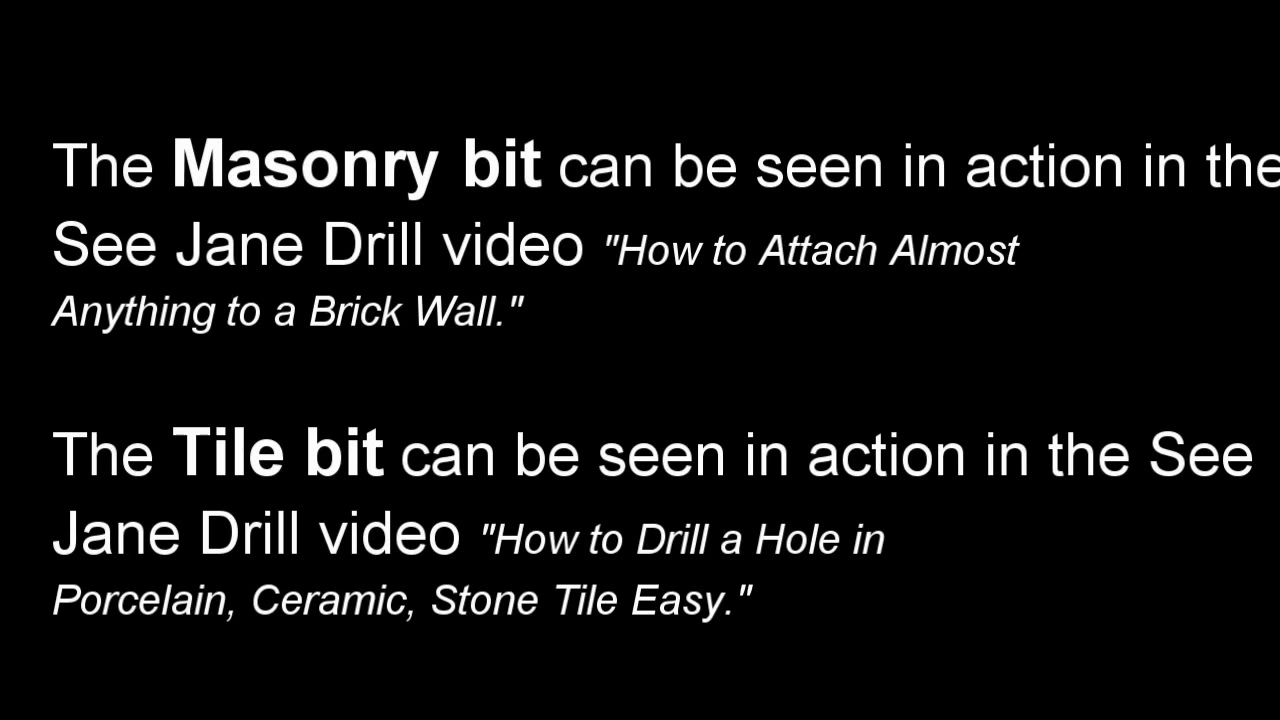 The Masonry bit can be seen in action in the
See Jane Drill video "How to Attach Almost
Anything to a Brick Wall."
The Tile bit can be seen in action in the See
Jane Drill video "How to Drill a Hole in
Porcelain, Ceramic, Stone Tile Easy."